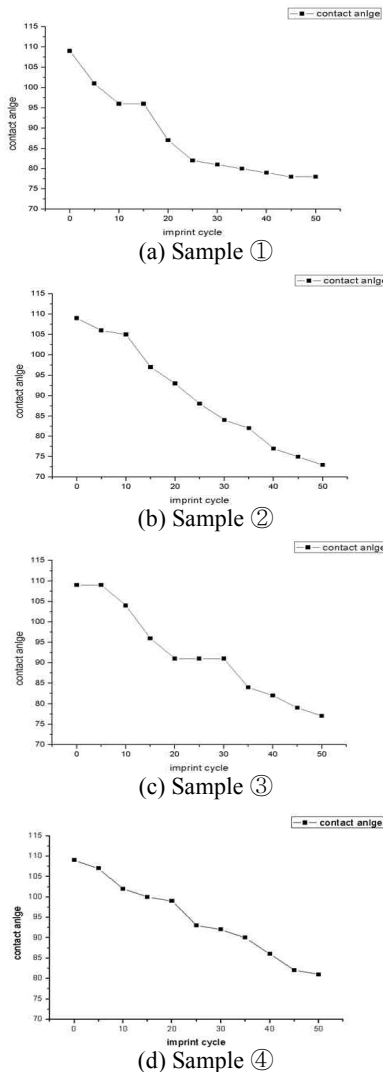 contact anlge
115
110
105
100
95
90
85
80
75
70
contact anlge
0 10 20 30 40 50
imprint cycle
(a) Sample ①
contact anlge
115
110
105
100
95
90
85
80
75
70
contact anlge
0 10 20 30 40 50
imprint cycle
(b) Sample ②
contact anlge
115
110
105
100
95
90
85
80
75
70
contact anlge
0 10 20 30 40 50
imprint cycle
(c) Sample ③
contact anlge
115
110
105
100
95
90
85
80
75
70
contact anlge
0 10 20 30 40 50
imprint cycle
(d) Sample ④